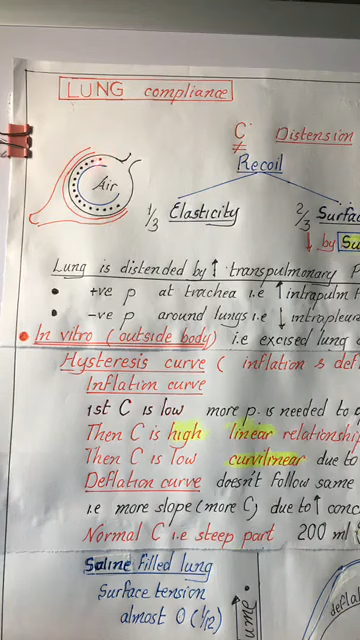 LUNG compliance
C Distension
≠
Recoil
Air
1/3 Elasticity 2/3 Surfa
↓ by Su
Lung is distended by ↑ transpulmonary P
• +ve p at trachea i.e ↑ intrapulm
• -ve p around lungs i.e ↓ intropleu
• In vitro (outside body) i.e excised lung
Hysteresis curve ( inflation & def
Inflation curve
1st C is low more p. is needed to
Then C is high linear relationship
Then C is low curvilinear due to
Deflation curve doesn't follow same
i.e more slope (more C) due to ↑ conc
Normal C i.e steep part 200 ml
Saline filled lung
Surface tension
almost 0 (1/12)
ume
defla